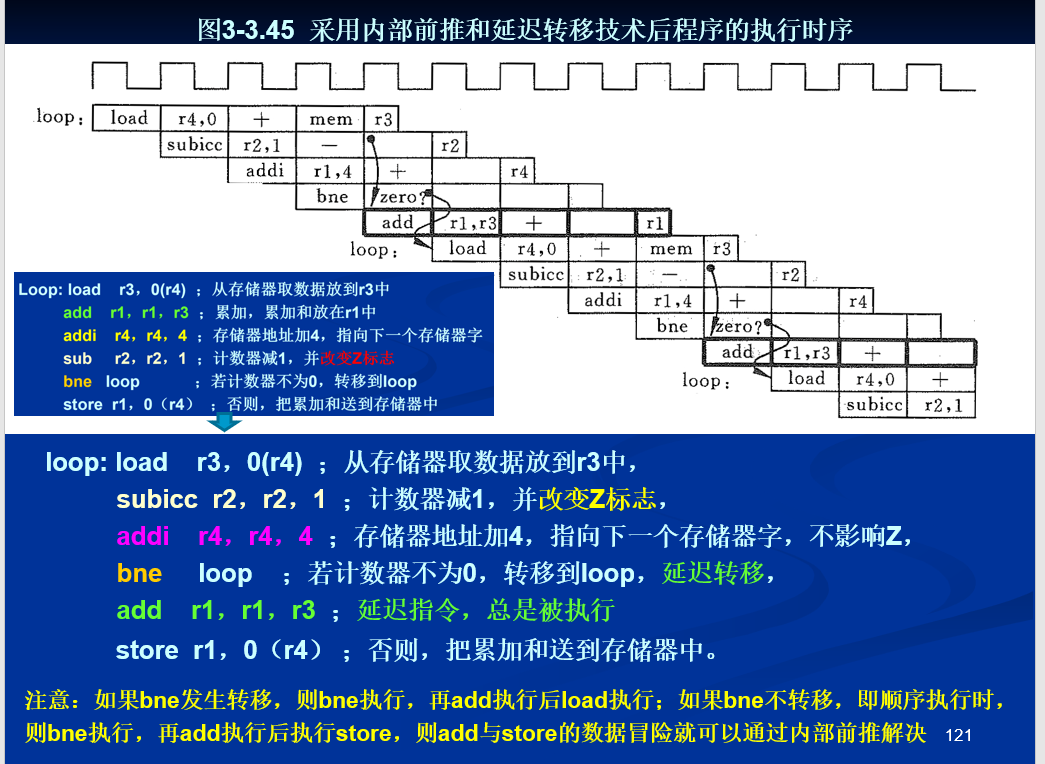 图3-3.45 采用内部前推和延迟转移技术后程序的执行时序
loop: load r4,0 + mem r3
subicc r2,1 − r2
addi r1,4 + r4
bne zero?
add r1,r3 + r1
loop: load r4,0 + mem r3
subicc r2,1 − r2
addi r1,4 + r4
bne zero?
add r1,r3 +
loop: load r4,0 +
subicc r2,1
Loop: load r3，0(r4) ；从存储器取数据放到r3中
add r1，r1，r3 ；累加，累加和放在r1中
addi r4，r4，4 ；存储器地址加4，指向下一个存储器字
sub r2，r2，1 ；计数器减1，并改变Z标志
bne loop ；若计数器不为0，转移到loop
store r1，0（r4） ；否则，把累加和送到存储器中
loop: load r3，0(r4) ；从存储器取数据放到r3中，
subicc r2，r2，1 ；计数器减1，并改变Z标志，
addi r4，r4，4 ；存储器地址加4，指向下一个存储器字，不影响Z，
bne loop ；若计数器不为0，转移到loop，延迟转移，
add r1，r1，r3 ；延迟指令，总是被执行
store r1，0（r4） ；否则，把累加和送到存储器中。
注意：如果bne发生转移，则bne执行，再add执行后load执行；如果bne不转移，即顺序执行时，
则bne执行，再add执行后执行store，则add与store的数据冒险就可以通过内部前推解决 121